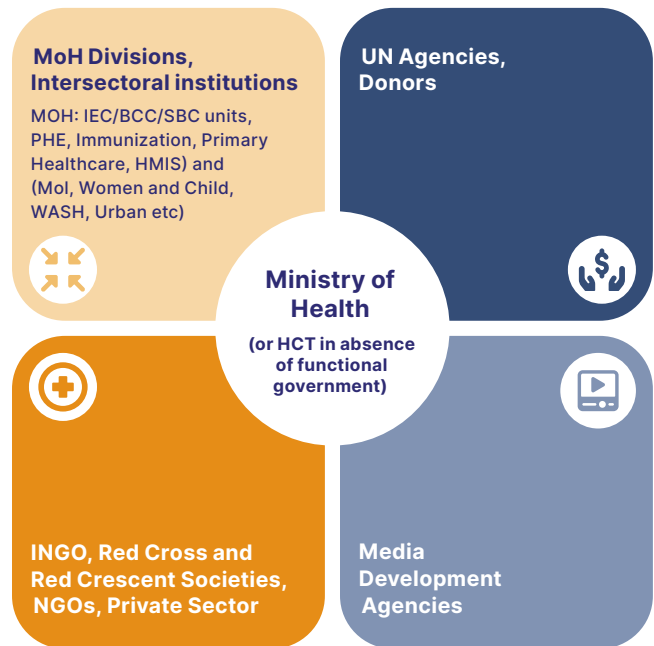 MoH Divisions,
Intersectoral institutions
MOH: IEC/BCC/SBC units,
PHE, Immunization, Primary
Healthcare, HMIS) and
(MoI, Women and Child,
WASH, Urban etc)
UN Agencies,
Donors
Ministry of
Health
(or HCT in absence
of functional
government)
INGO, Red Cross and
Red Crescent Societies,
NGOs, Private Sector
Media
Development
Agencies